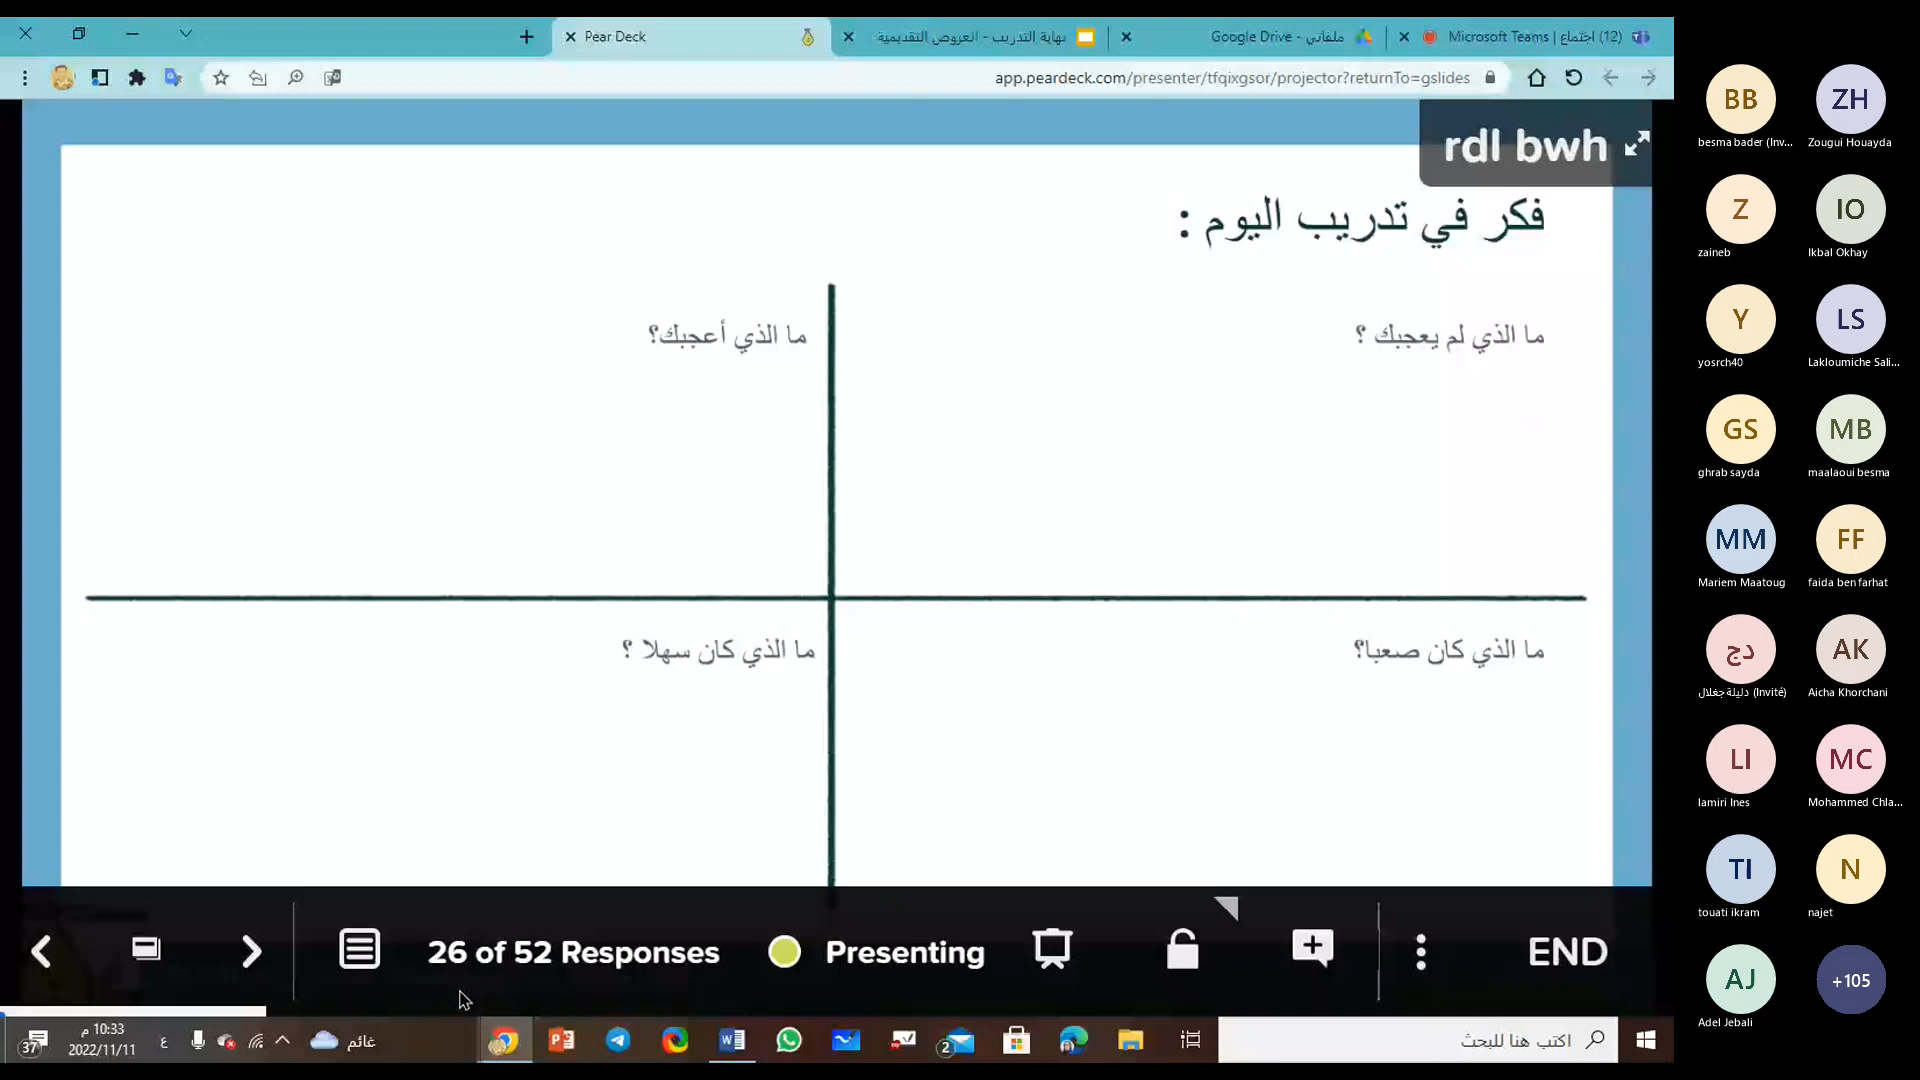 Microsoft Teams | اجتماع (12)
ملفاتي - Google Drive
نهاية التدريب - العروض التقديمية
Pear Deck
app.peardeck.com/presenter/tfqixgsor/projector?returnTo=gslides
rdl bwh
فكر في تدريب اليوم :
ما الذي لم يعجبك ؟
ما الذي أعجبك؟
ما الذي كان صعبا؟
ما الذي كان سهلا ؟
26 of 52 Responses
Presenting
END
اكتب هنا للبحث
2
غائم
ع
10:33 م
2022/11/11
37
BB
besma bader (Inv...
ZH
Zougui Houayda
Z
zaineb
IO
Ikbal Okhay
Y
yosrch40
LS
Lakloumiche Sali...
GS
ghrab sayda
MB
maalaoui besma
MM
Mariem Maatoug
FF
faida ben farhat
دج
دليلة جغلال (Invité)
AK
Aicha Khorchani
LI
lamiri Ines
MC
Mohammed Chla...
TI
touati ikram
N
najet
AJ
Adel Jebali
+105